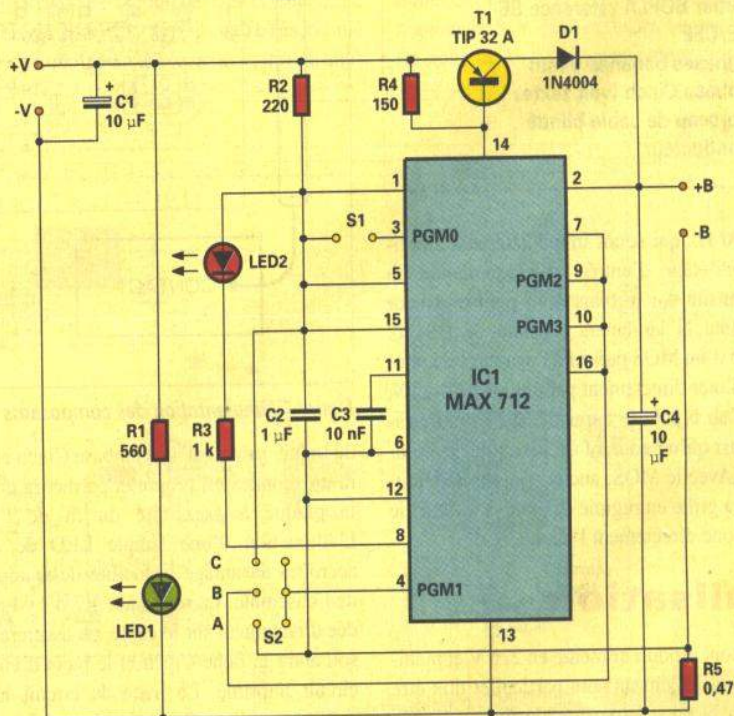 T1
TIP 32 A
D1
1N4004
+V
-V
+
C1
10 µF
R2
220
R4
150
14
1
2
+B
S1
3
PGM0
7
-B
LED2
5
PGM2
9
15
PGM3
10
11
16
IC1
MAX 712
+
C4
10
µF
C2
1 µF
C3
10 nF
R1
560
R3
1 k
6
12
8
C
B
A
S2
4
PGM1
LED1
13
R5
0,47